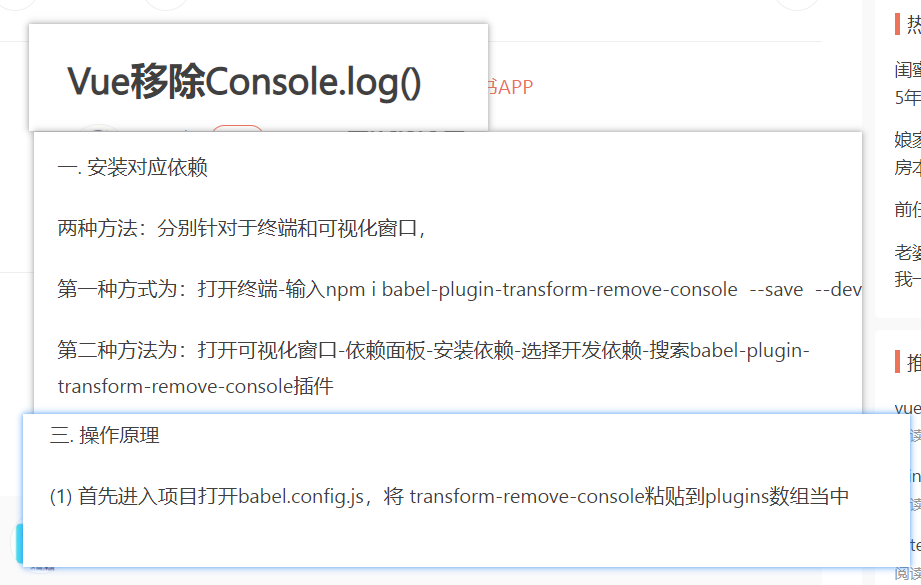 Vue移除Console.log()
书APP
一. 安装对应依赖
两种方法：分别针对于终端和可视化窗口，
第一种方式为：打开终端-输入npm i babel-plugin-transform-remove-console --save --dev
第二种方法为：打开可视化窗口-依赖面板-安装依赖-选择开发依赖-搜索babel-plugin-
transform-remove-console插件
三. 操作原理
(1) 首先进入项目打开babel.config.js，将 transform-remove-console粘贴到plugins数组当中
热
闺蜜
5年
娘家
房本
前任
老婆
我一
推
vue
阅读